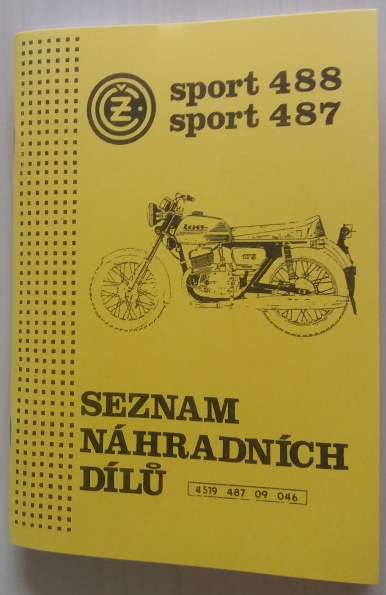 ČZ
sport 488
sport 487
SEZNAM
NÁHRADNÍCH
DÍLŮ
4519 487 09 046